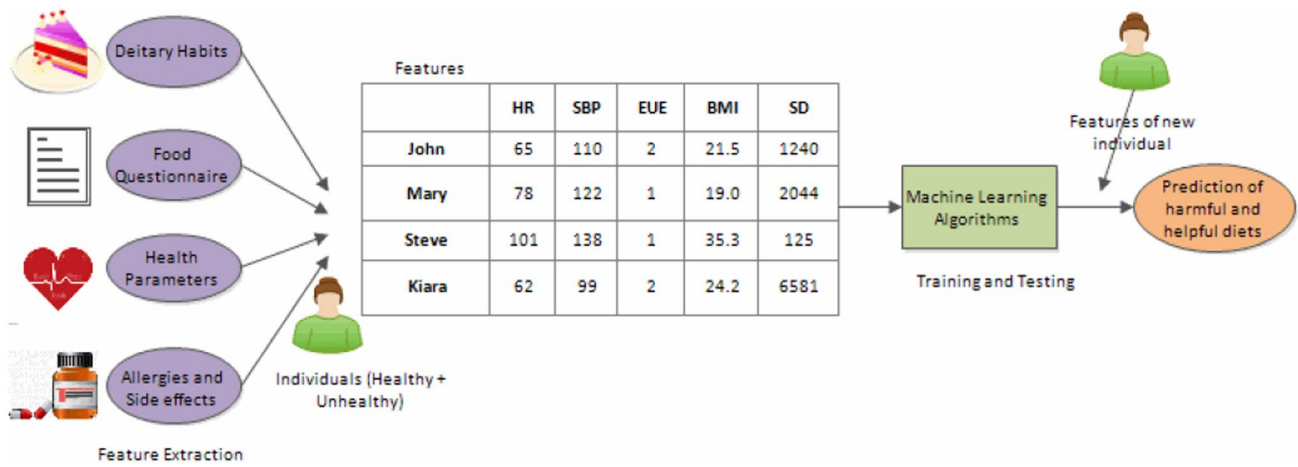 Deitary Habits
Food
Questionnaire
Health
Parameters
Allergies and
Side effects
Feature Extraction
Individuals (Healthy +
Unhealthy)
Features
HR SBP EUE BMI SD
John 65 110 2 21.5 1240
Mary 78 122 1 19.0 2044
Steve 101 138 1 35.3 125
Kiara 62 99 2 24.2 6581
Machine Learning
Algorithms
Training and Testing
Features of new
individual
Prediction of
harmful and
helpful diets